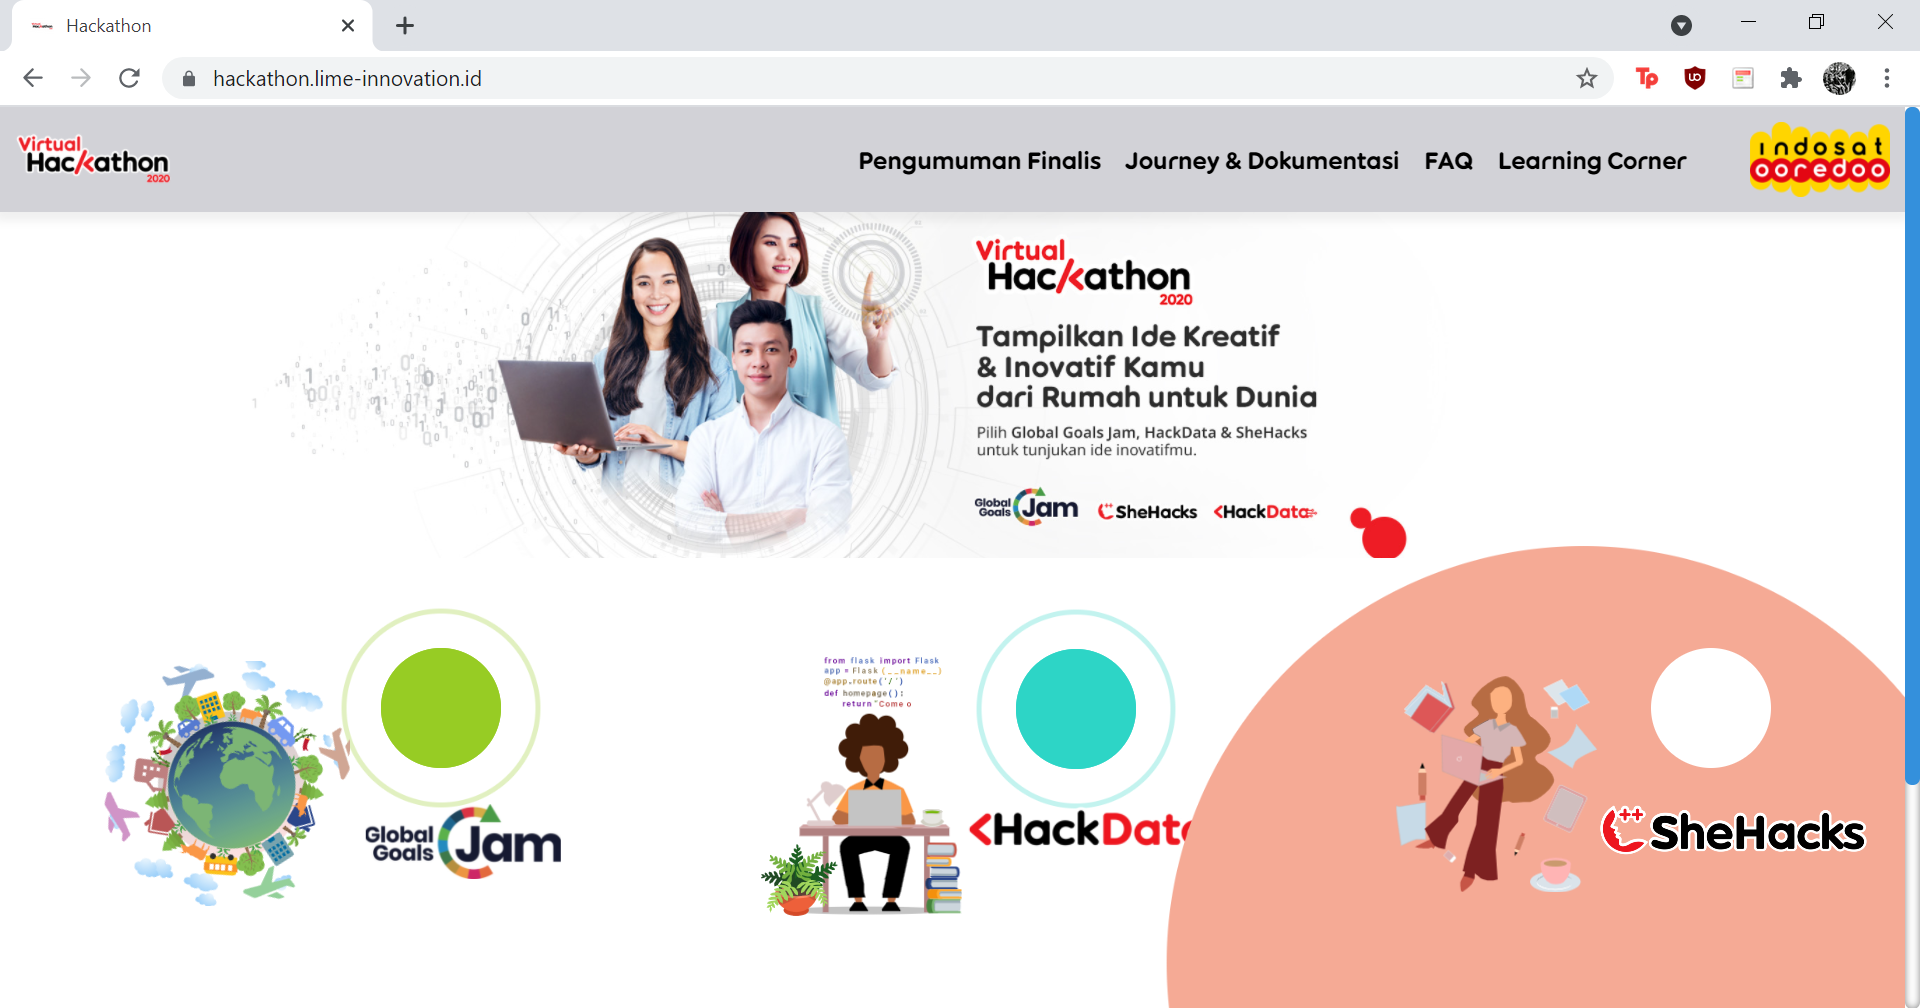 Hackathon
hackathon.lime-innovation.id
Virtual
Hackathon
2020
Pengumuman Finalis
Journey & Dokumentasi
FAQ
Learning Corner
indosat
ooredoo
Virtual
Hackathon
2020
Tampilkan Ide Kreatif
& Inovatif Kamu
dari Rumah untuk Dunia
Pilih Global Goals Jam, HackData & SheHacks
untuk tunjukan ide inovatifmu.
Global
Goals
Jam
SheHacks
<HackData
from flask import Flask
app = Flask(__name__)
@app.route('/')
def homepage():
return "Come o
Global
Goals
Jam
<HackData
++
SheHacks